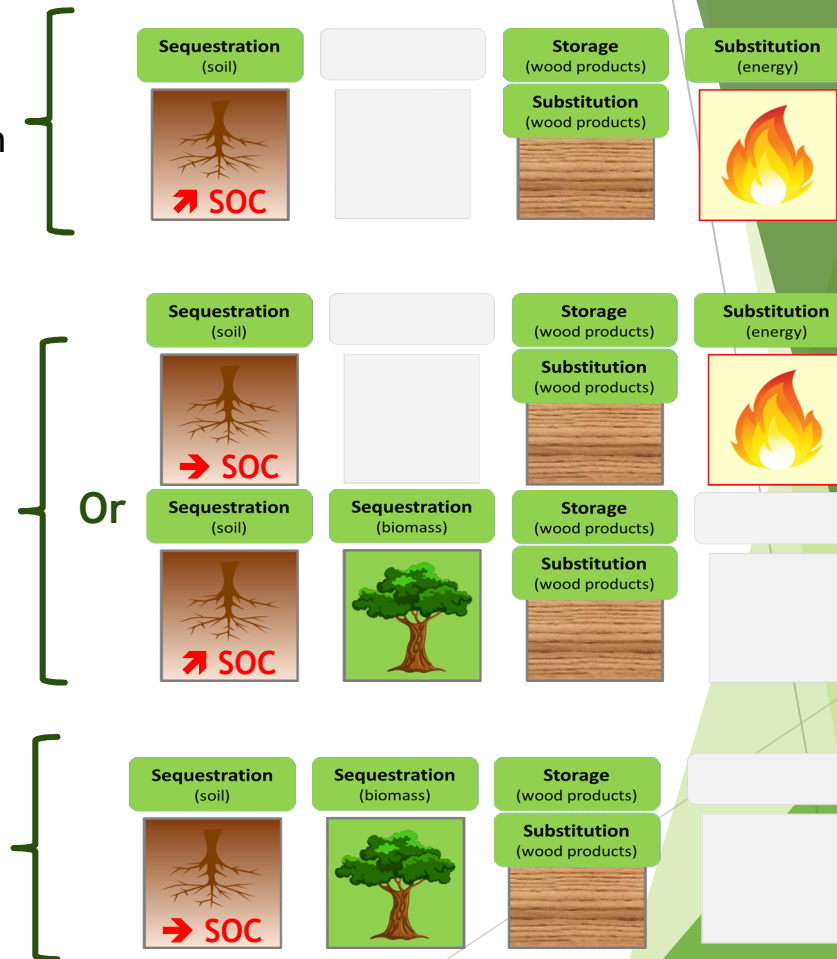 n
Sequestration
(soil)
Storage
(wood products)
Substitution
(energy)
Substitution
(wood products)
SOC
Sequestration
(soil)
Storage
(wood products)
Substitution
(energy)
Substitution
(wood products)
SOC
Or
Sequestration
(soil)
Sequestration
(biomass)
Storage
(wood products)
Substitution
(wood products)
SOC
Sequestration
(soil)
Sequestration
(biomass)
Storage
(wood products)
Substitution
(wood products)
SOC